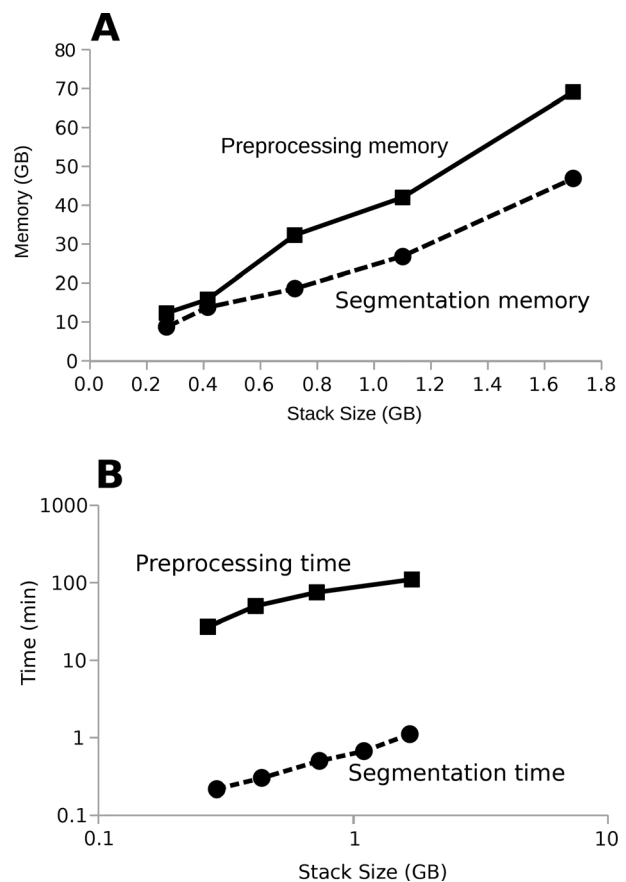 A
80
70
60
50
40
30
20
10
0
Memory (GB)
Preprocessing memory
Segmentation memory
0.0 0.2 0.4 0.6 0.8 1.0 1.2 1.4 1.6 1.8
Stack Size (GB)
B
1000
100
10
1
0.1
Time (min)
Preprocessing time
Segmentation time
0.1 1 10
Stack Size (GB)